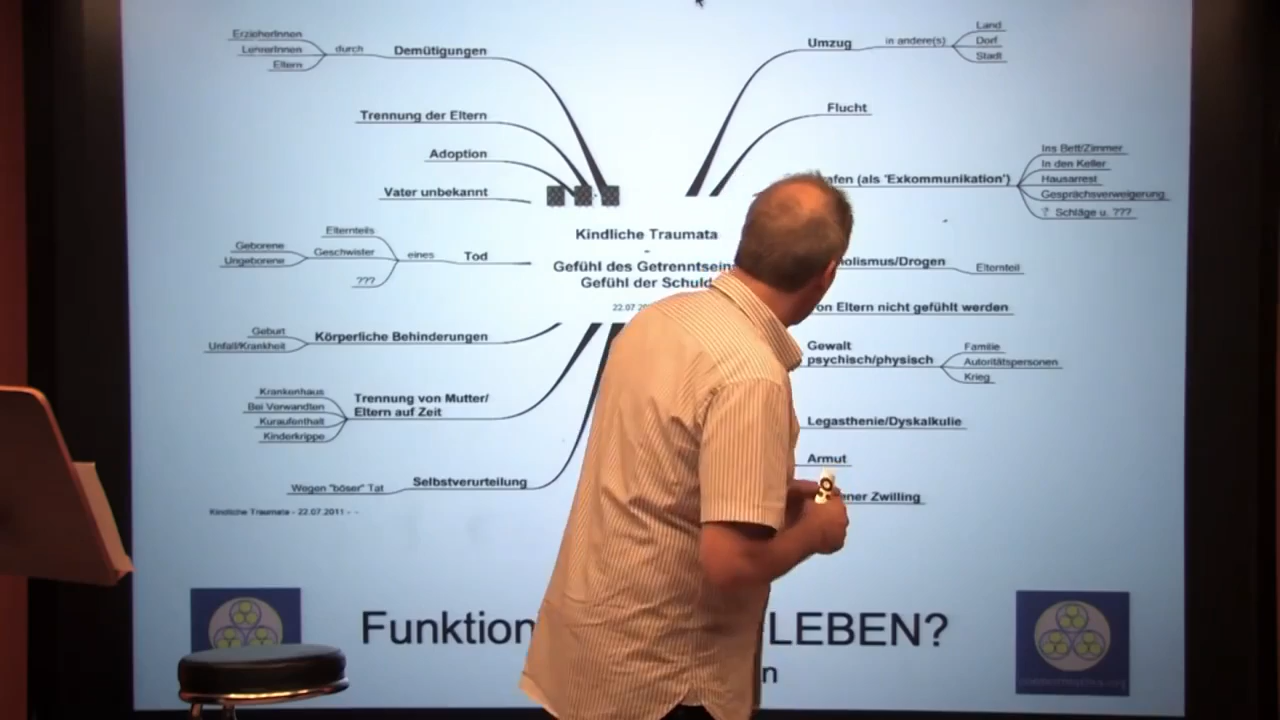 ErzieherInnen
LehrerInnen
Eltern
durch
Demütigungen
Trennung der Eltern
Adoption
Vater unbekannt
Elternteils
Geborene
Ungeborene
Geschwister
???
eines
Tod
Geburt
Unfall/Krankheit
Körperliche Behinderungen
Krankenhaus
Bei Verwandten
Kuraufenthalt
Kinderkrippe
Trennung von Mutter/
Eltern auf Zeit
Wegen "böser" Tat
Selbstverurteilung
Kindliche Traumata - 22.07.2011 - -
Kindliche Traumata
-
Gefühl des Getrenntsein
Gefühl der Schuld
22.07.20
Umzug
in andere(s)
Land
Dorf
Stadt
Flucht
afen (als 'Exkommunikation')
Ins Bett/Zimmer
In den Keller
Hausarrest
Gesprächsverweigerung
? Schläge u. ???
holismus/Drogen
Elternteil
on Eltern nicht gefühlt werden
Gewalt
psychisch/physisch
Familie
Autoritätspersonen
Krieg
Legasthenie/Dyskalkulie
Armut
ener Zwilling
Funktion LEBEN?
n